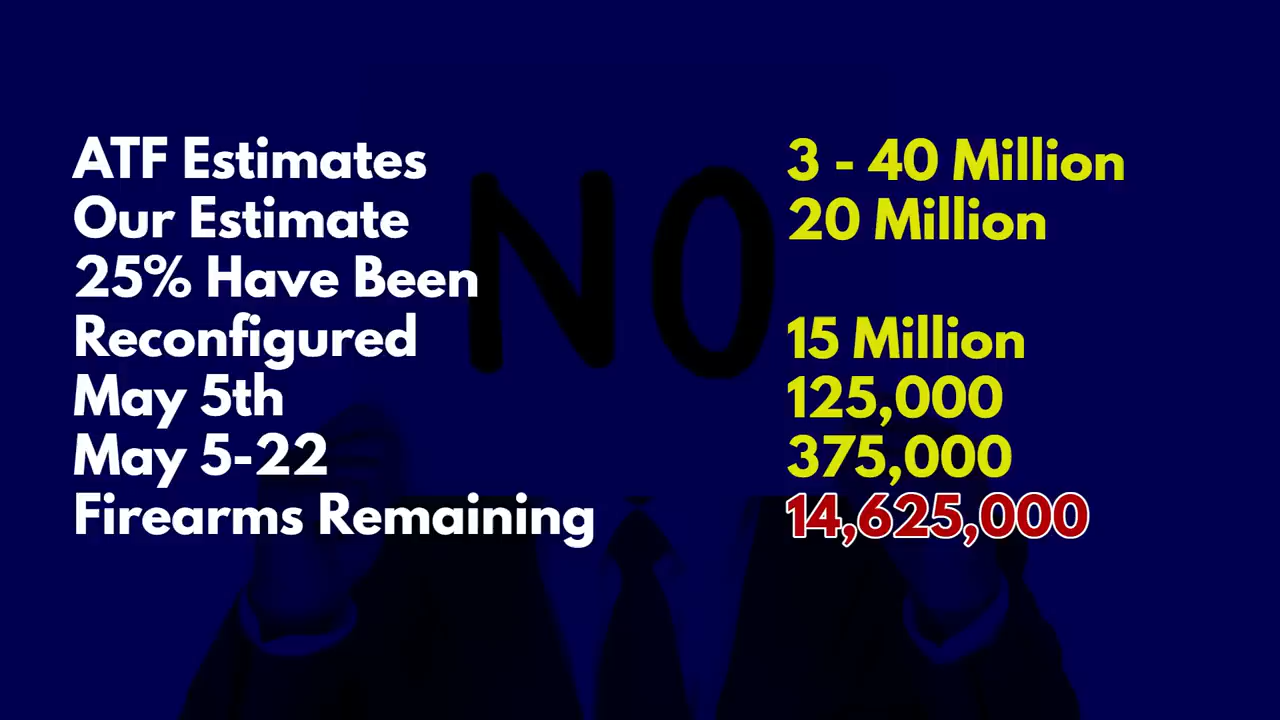 NO
ATF Estimates 3 - 40 Million
Our Estimate 20 Million
25% Have Been
Reconfigured 15 Million
May 5th 125,000
May 5-22 375,000
Firearms Remaining 14,625,000